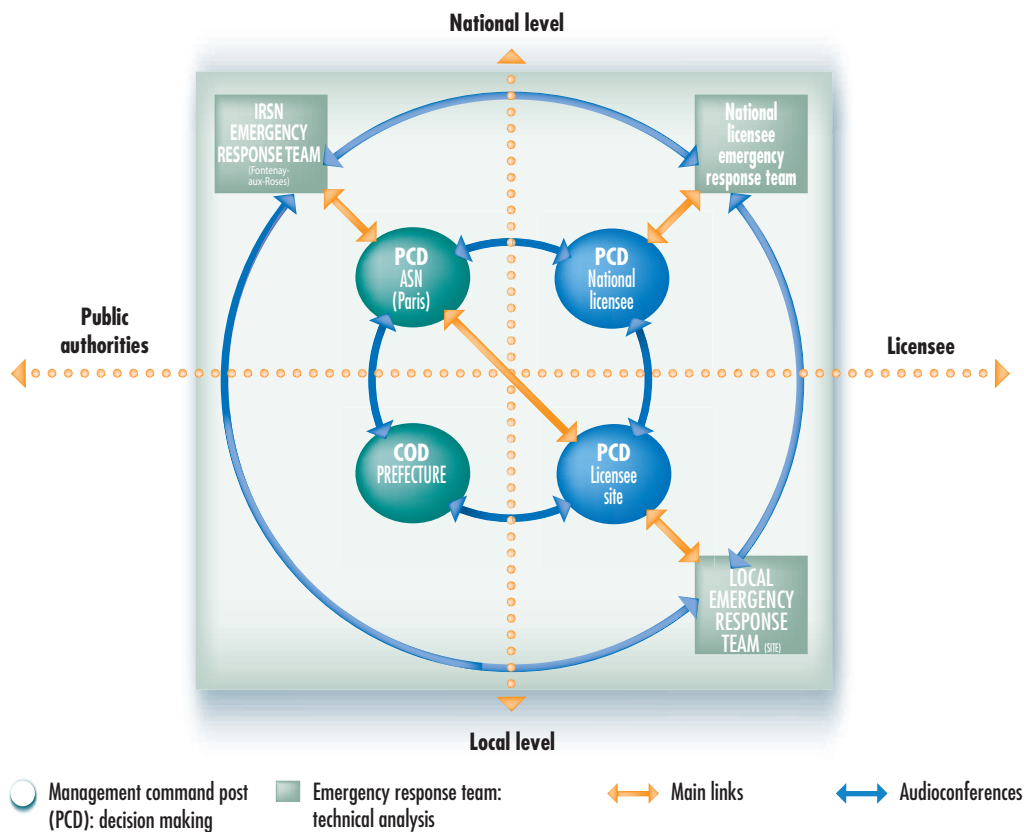 National level
IRSN
EMERGENCY
RESPONSE TEAM
(Fontenay-
aux-Roses)
National
licensee
emergency
response team
PCD
ASN
(Paris)
PCD
National
licensee
Public
authorities
Licensee
COD
PREFECTURE
PCD
Licensee
site
LOCAL
EMERGENCY
RESPONSE
TEAM (SITE)
Local level
Management command post
(PCD): decision making
Emergency response team:
technical analysis
Main links
Audioconferences